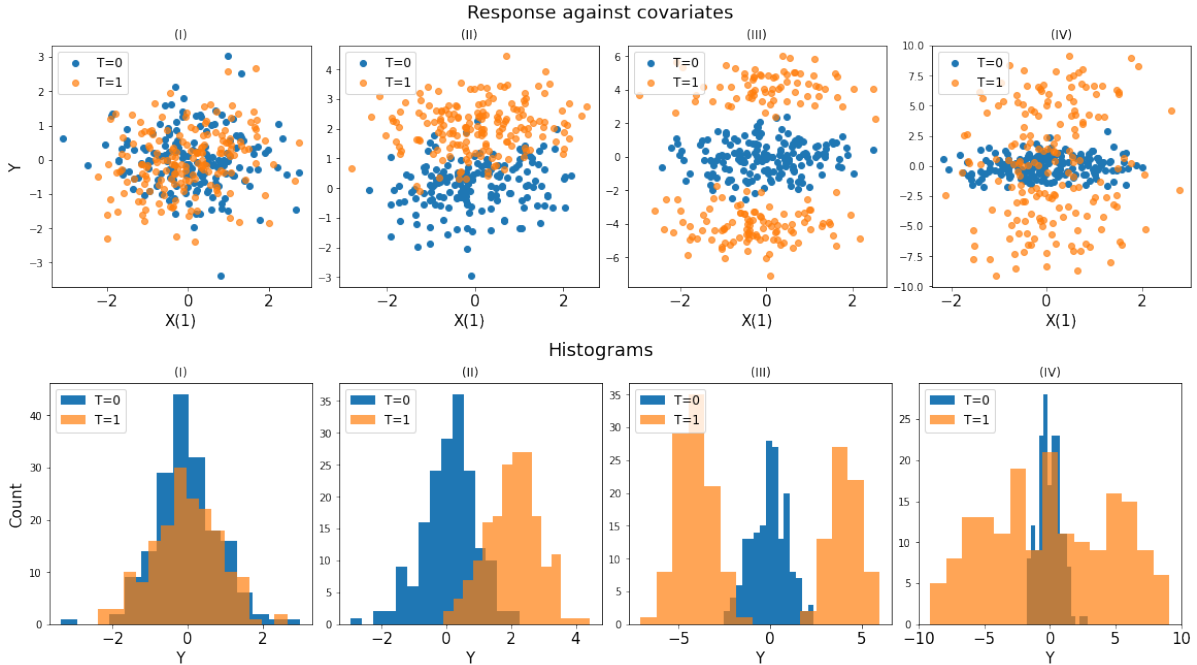 Response against covariates
(I) (II) (III) (IV)
T=0 T=0 T=0 T=0
T=1 T=1 T=1 T=1
Y
3 2 1 0 −1 −2 −3
4 3 2 1 0 −1 −2 −3
6 4 2 0 −2 −4 −6
10.0 7.5 5.0 2.5 0.0 −2.5 −5.0 −7.5 −10.0
−2 0 2 −2 0 2 −2 0 2 −2 0 2
X(1) X(1) X(1) X(1)
Histograms
(I) (II) (III) (IV)
T=0 T=0 T=0 T=0
T=1 T=1 T=1 T=1
Count
40 30 20 10 0
35 30 25 20 15 10 5 0
35 30 25 20 15 10 5 0
25 20 15 10 5 0
−2 0 2 −2 0 2 4 −5 0 5 −10 −5 0 5 10
Y Y Y Y